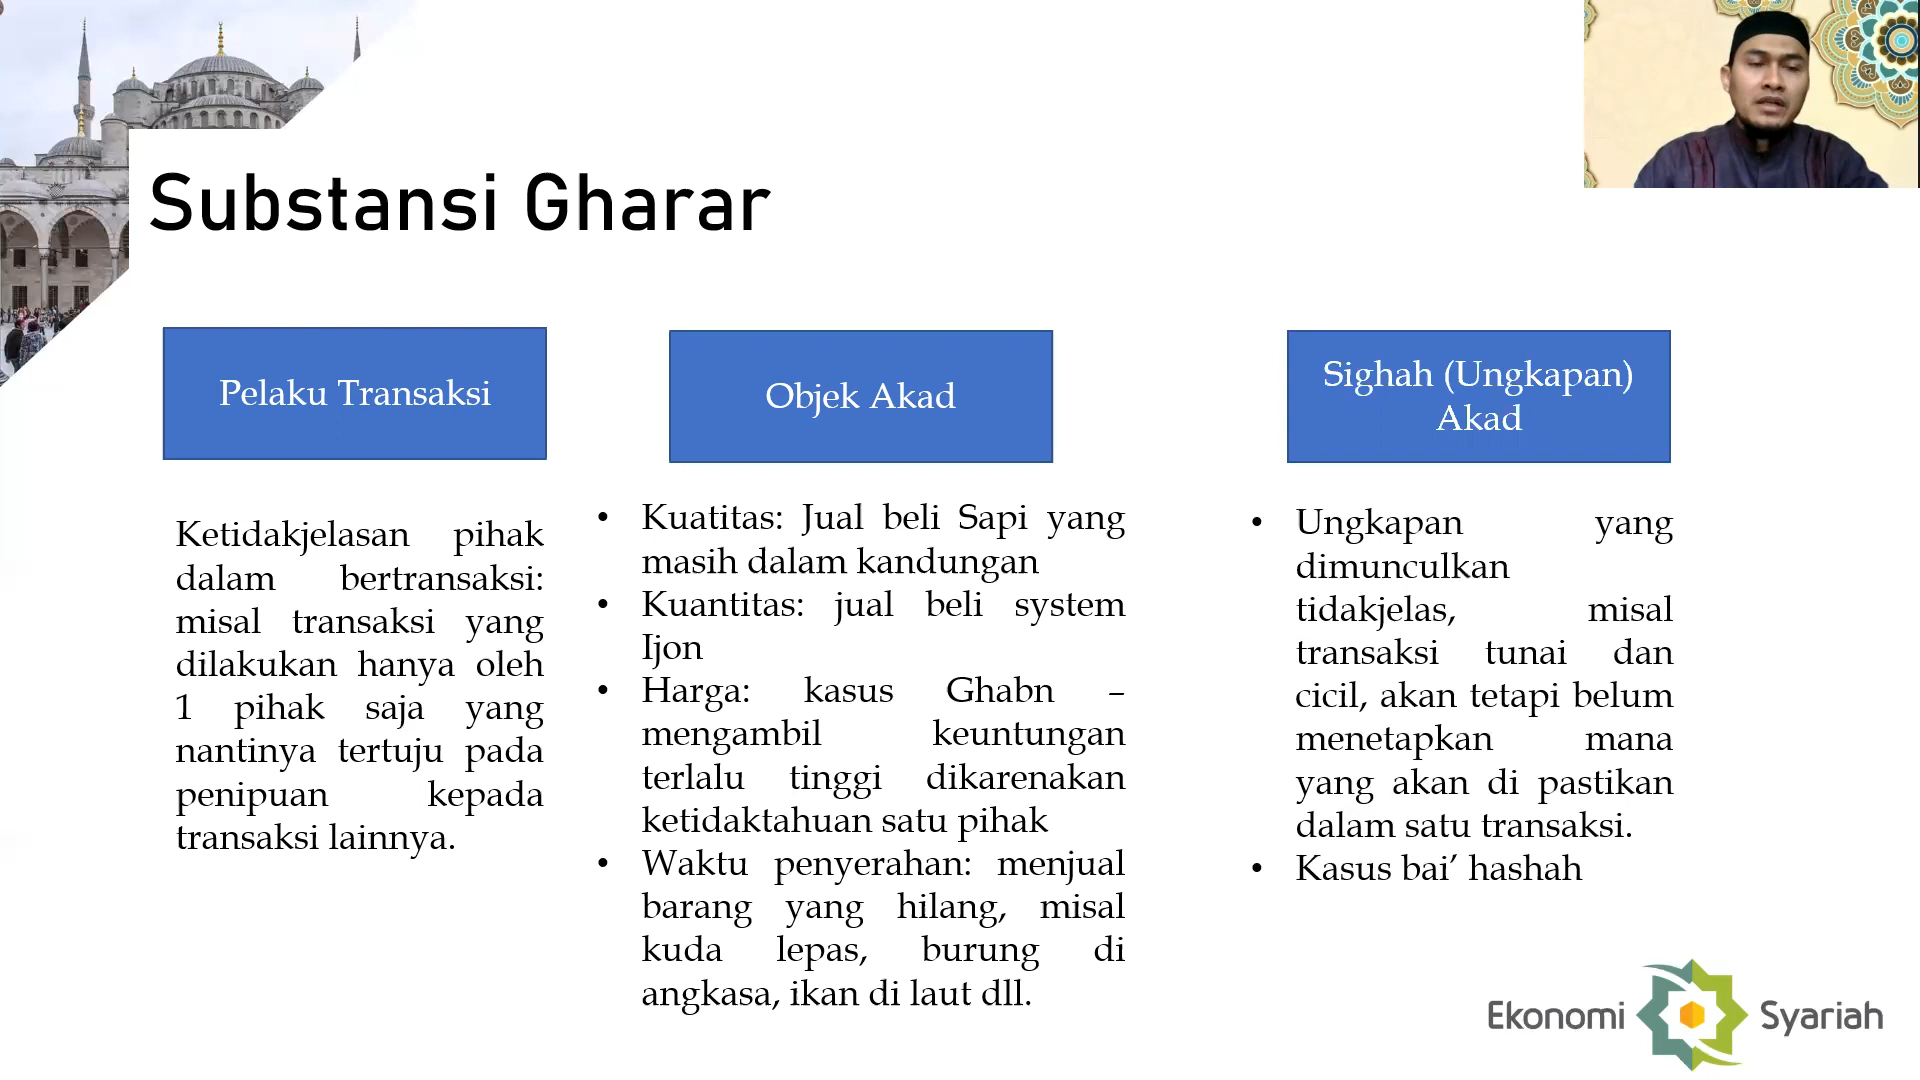 Substansi Gharar
Pelaku Transaksi
Ketidakjelasan pihak
dalam bertransaksi:
misal transaksi yang
dilakukan hanya oleh
1 pihak saja yang
nantinya tertuju pada
penipuan kepada
transaksi lainnya.
Objek Akad
• Kuatitas: Jual beli Sapi yang
masih dalam kandungan
• Kuantitas: jual beli system
Ijon
• Harga: kasus Ghabn –
mengambil keuntungan
terlalu tinggi dikarenakan
ketidaktahuan satu pihak
• Waktu penyerahan: menjual
barang yang hilang, misal
kuda lepas, burung di
angkasa, ikan di laut dll.
Sighah (Ungkapan)
Akad
• Ungkapan yang
dimunculkan
tidakjelas, misal
transaksi tunai dan
cicil, akan tetapi belum
menetapkan mana
yang akan di pastikan
dalam satu transaksi.
• Kasus bai’ hashah
Ekonomi Syariah